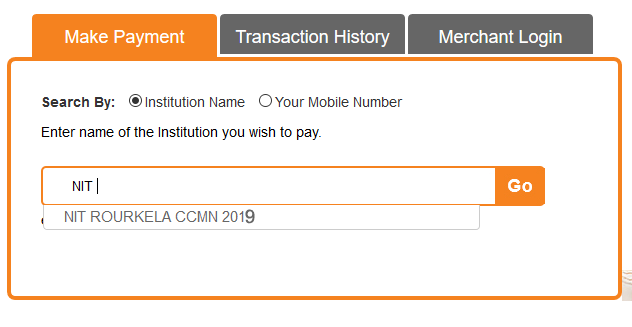 Make Payment Transaction History Merchant Login
Search By: Institution Name Your Mobile Number
Enter name of the Institution you wish to pay.
NIT Go
NIT ROURKELA CCMN 2019